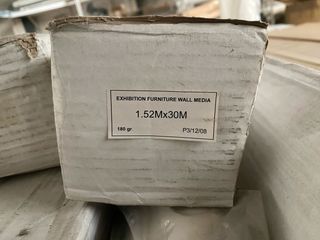 EXHIBITION FURNITURE WALL MEDIA
1.52Mx30M
180 gr
P3/12/08